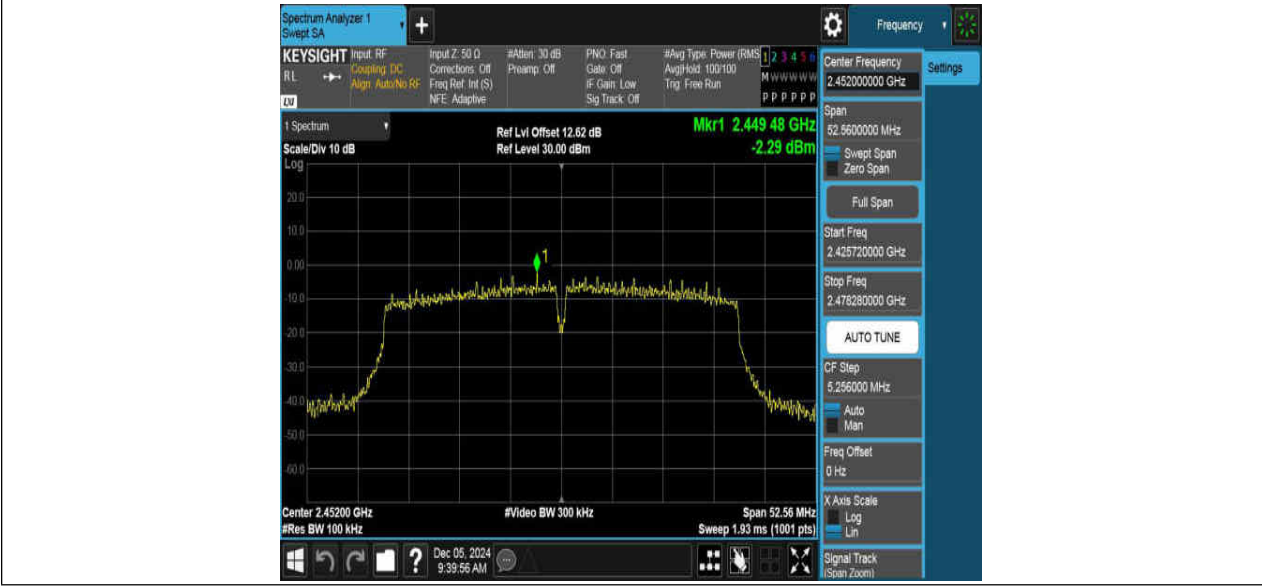 Spectrum Analyzer 1
Swept SA
+
Frequency
KEYSIGHT
RL
LXI
Input: RF
Coupling: DC
Align: Auto/No RF
Input Z: 50 Ω
Corrections: Off
Freq Ref: Int (S)
NFE: Adaptive
#Atten: 30 dB
Preamp: Off
PNO: Fast
Gate: Off
IF Gain: Low
Sig Track: Off
#Avg Type: Power (RMS
Avg|Hold: 100/100
Trig: Free Run
1 2 3 4 5 6
M W W W W W
P P P P P P
1 Spectrum
Scale/Div 10 dB
Log
Ref Lvl Offset 12.62 dB
Ref Level 30.00 dBm
Mkr1 2.449 48 GHz
-2.29 dBm
20.0
10.0
0.00
-10.0
-20.0
-30.0
-40.0
-50.0
-60.0
1
Center 2.45200 GHz
#Res BW 100 kHz
#Video BW 300 kHz
Span 52.56 MHz
Sweep 1.93 ms (1001 pts)
?
Dec 05, 2024
9:39:56 AM
Center Frequency
2.452000000 GHz
Span
52.5600000 MHz
Swept Span
Zero Span
Full Span
Start Freq
2.425720000 GHz
Stop Freq
2.478280000 GHz
AUTO TUNE
CF Step
5.256000 MHz
Auto
Man
Freq Offset
0 Hz
X Axis Scale
Log
Lin
Signal Track
(Span Zoom)
Settings